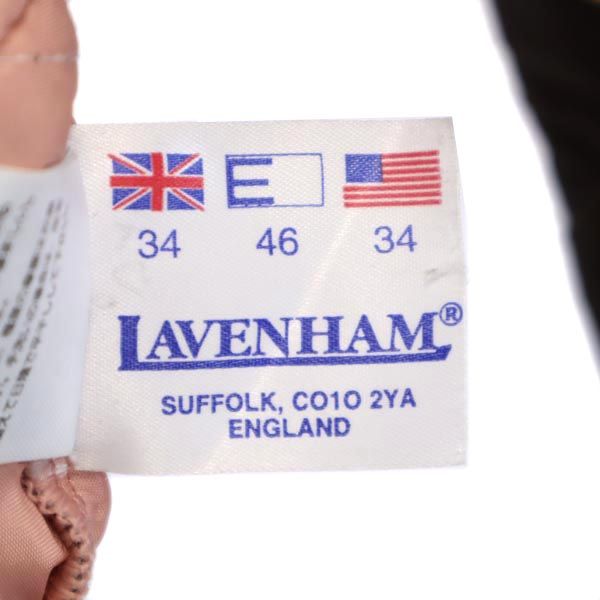 E
34 46 34
LAVENHAM®
SUFFOLK, CO10 2YA
ENGLAND